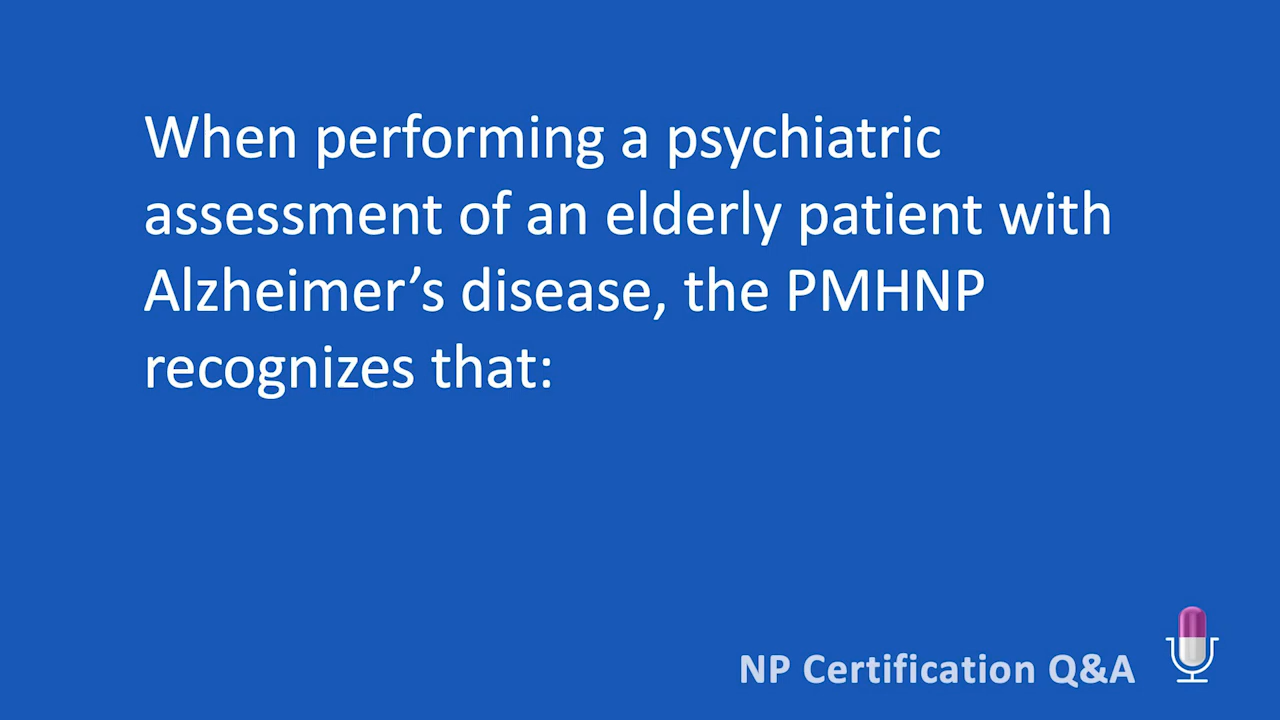 When performing a psychiatric
assessment of an elderly patient with
Alzheimer’s disease, the PMHNP
recognizes that:
NP Certification Q&A